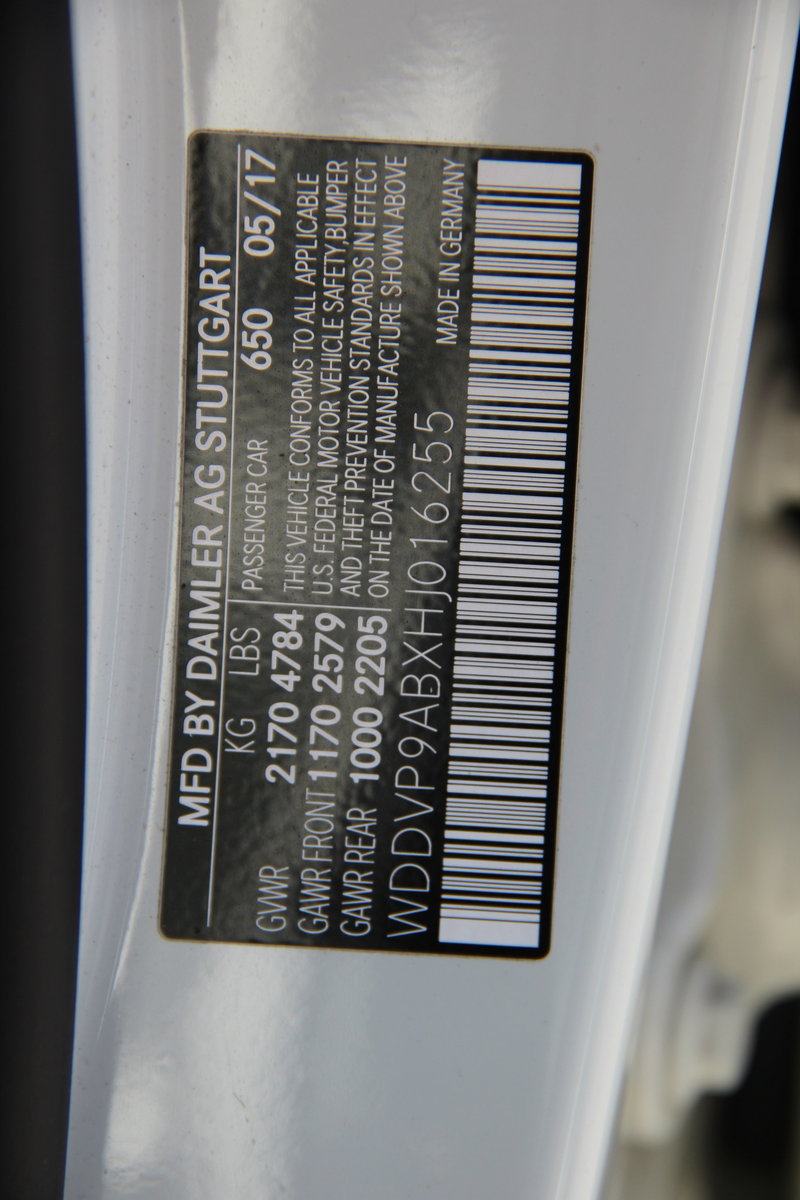 MFD BY DAIMLER AG STUTTGART
KG LBS PASSENGER CAR 650 05/17
GVWR 2170 4784 THIS VEHICLE CONFORMS TO ALL APPLICABLE
GAWR FRONT 1170 2579 U.S. FEDERAL MOTOR VEHICLE SAFETY,BUMPER
GAWR REAR 1000 2205 AND THEFT PREVENTION STANDARDS IN EFFECT
ON THE DATE OF MANUFACTURE SHOWN ABOVE
WDDVP9ABXHJ016255 MADE IN GERMANY